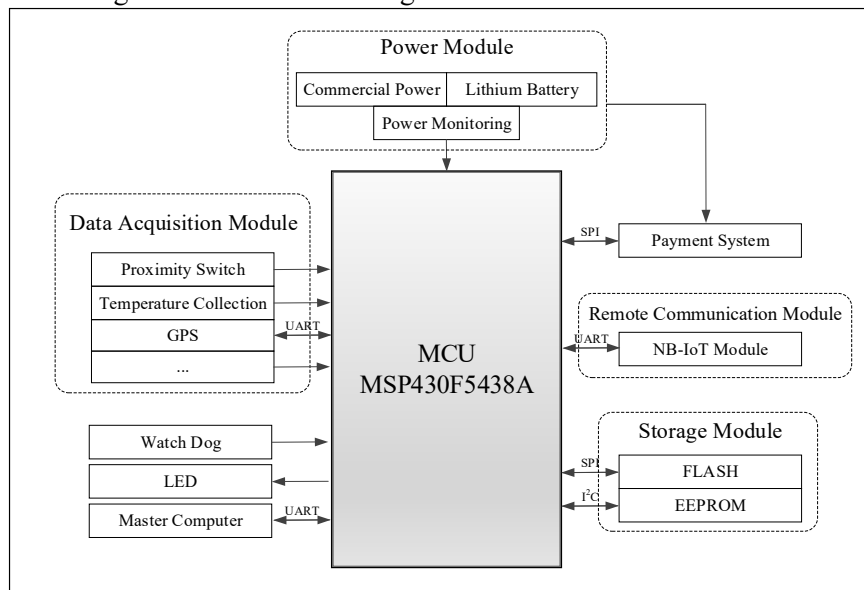 Power Module
Commercial Power
Lithium Battery
Power Monitoring
Data Acquisition Module
Proximity Switch
Temperature Collection
GPS
UART
...
Watch Dog
LED
Master Computer
UART
MCU
MSP430F5438A
SPI
Payment System
Remote Communication Module
UART
NB-IoT Module
Storage Module
SPI
FLASH
I²C
EEPROM